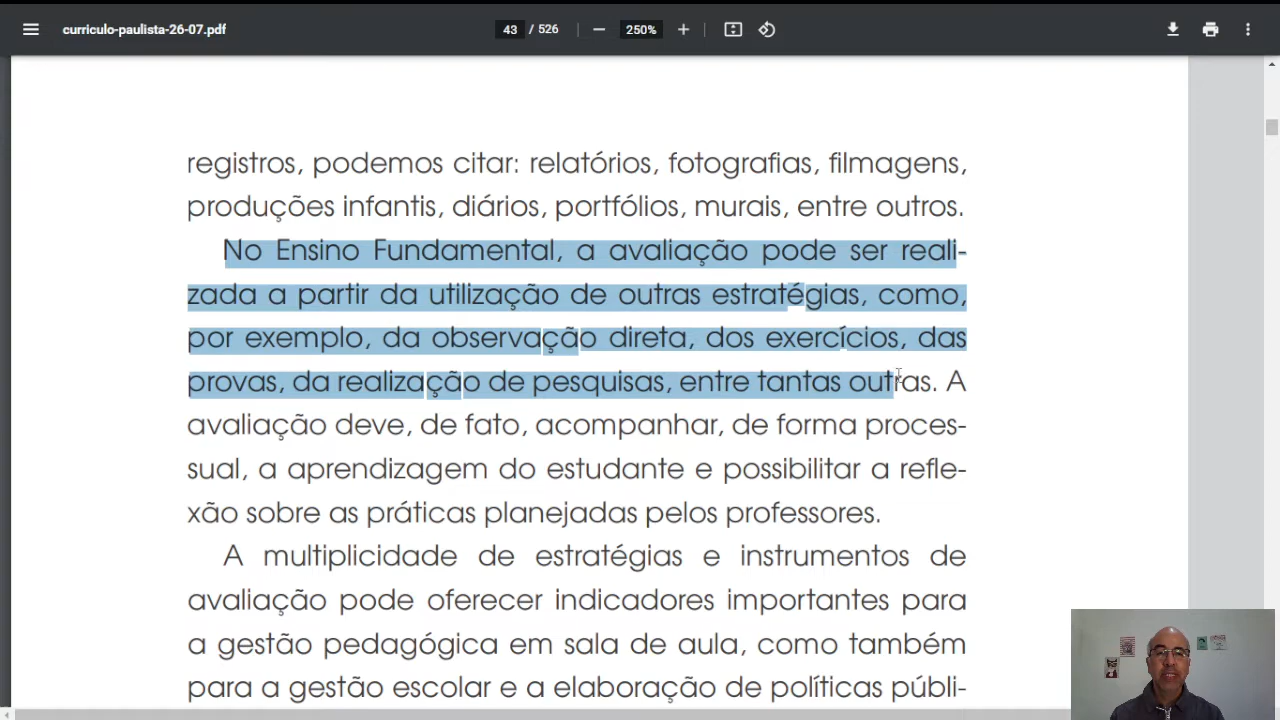 curriculo-paulista-26-07.pdf
43 / 526
250%
registros, podemos citar: relatórios, fotografias, filmagens,
produções infantis, diários, portfólios, murais, entre outros.
No Ensino Fundamental, a avaliação pode ser reali-
zada a partir da utilização de outras estratégias, como,
por exemplo, da observação direta, dos exercícios, das
provas, da realização de pesquisas, entre tantas outras. A
avaliação deve, de fato, acompanhar, de forma proces-
sual, a aprendizagem do estudante e possibilitar a refle-
xão sobre as práticas planejadas pelos professores.
A multiplicidade de estratégias e instrumentos de
avaliação pode oferecer indicadores importantes para
a gestão pedagógica em sala de aula, como também
para a gestão escolar e a elaboração de políticas públi-